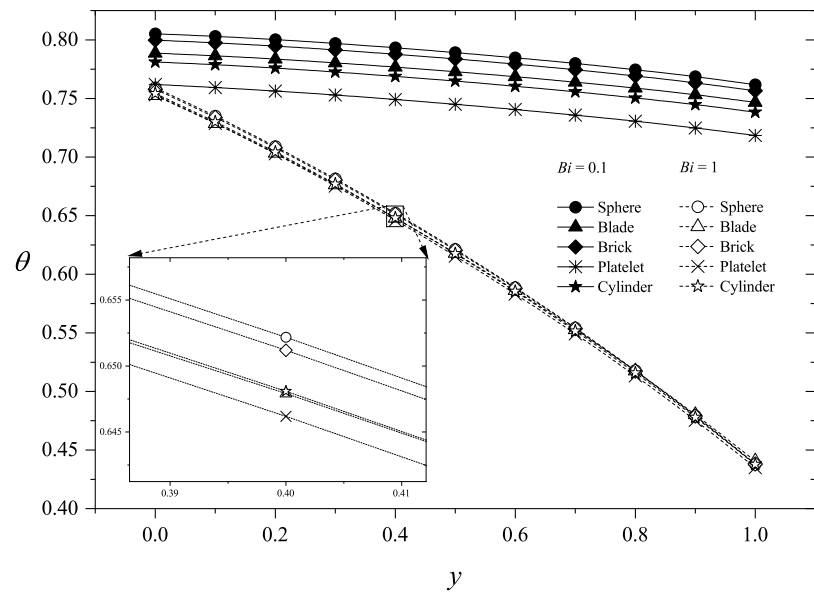 0.80
0.75
0.70
0.65
0.60
0.55
0.50
0.45
0.40
θ
Bi = 0.1
Sphere
Blade
Brick
Platelet
Cylinder
Bi = 1
Sphere
Blade
Brick
Platelet
Cylinder
0.655
0.650
0.645
0.39 0.40 0.41
0.0 0.2 0.4 0.6 0.8 1.0
y